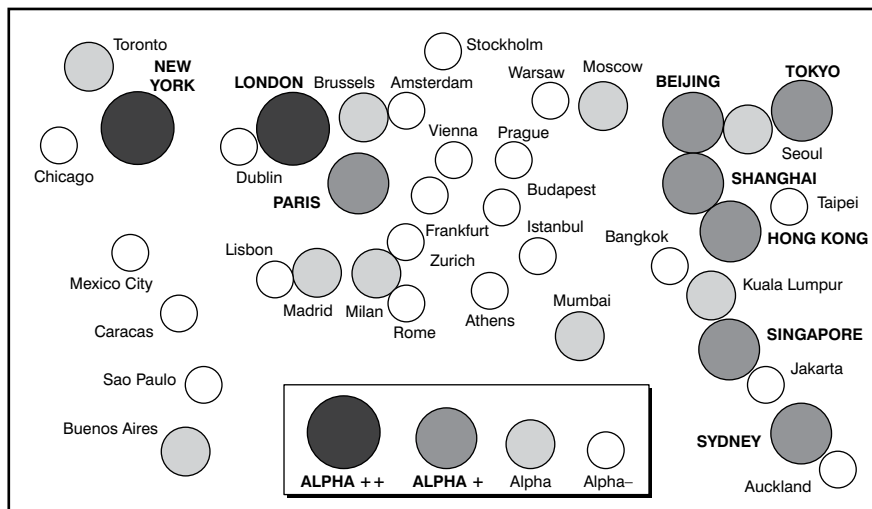 Toronto
NEW
YORK
Chicago
Mexico City
Caracas
Sao Paulo
Buenos Aires
LONDON
Dublin
Brussels
Amsterdam
Stockholm
Warsaw
Moscow
Vienna
Prague
PARIS
Budapest
Frankfurt
Zurich
Istanbul
Lisbon
Madrid
Milan
Rome
Athens
Mumbai
BEIJING
TOKYO
Seoul
SHANGHAI
Taipei
HONG KONG
Bangkok
Kuala Lumpur
SINGAPORE
Jakarta
SYDNEY
Auckland
ALPHA ++
ALPHA +
Alpha
Alpha–